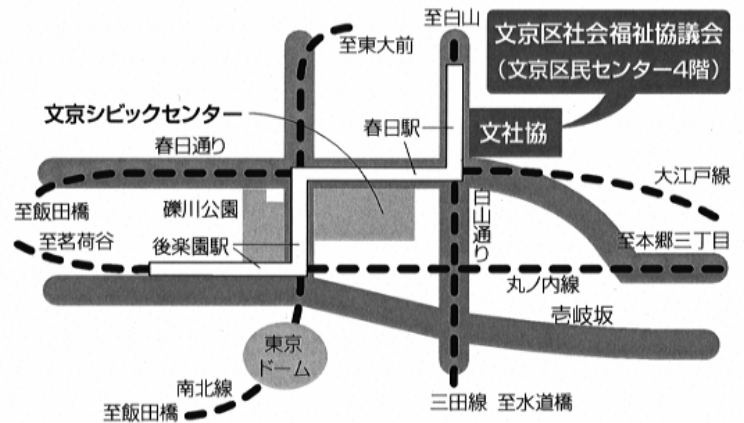 至白山
文京区社会福祉協議会
(文京区民センター4階)
至東大前
文京シビックセンター
春日駅
文社協
春日通り
大江戸線
至飯田橋
礫川公園
白山通り
至茗荷谷
後楽園駅
至本郷三丁目
丸ノ内線
壱岐坂
東京
ドーム
南北線
至飯田橋
三田線 至水道橋